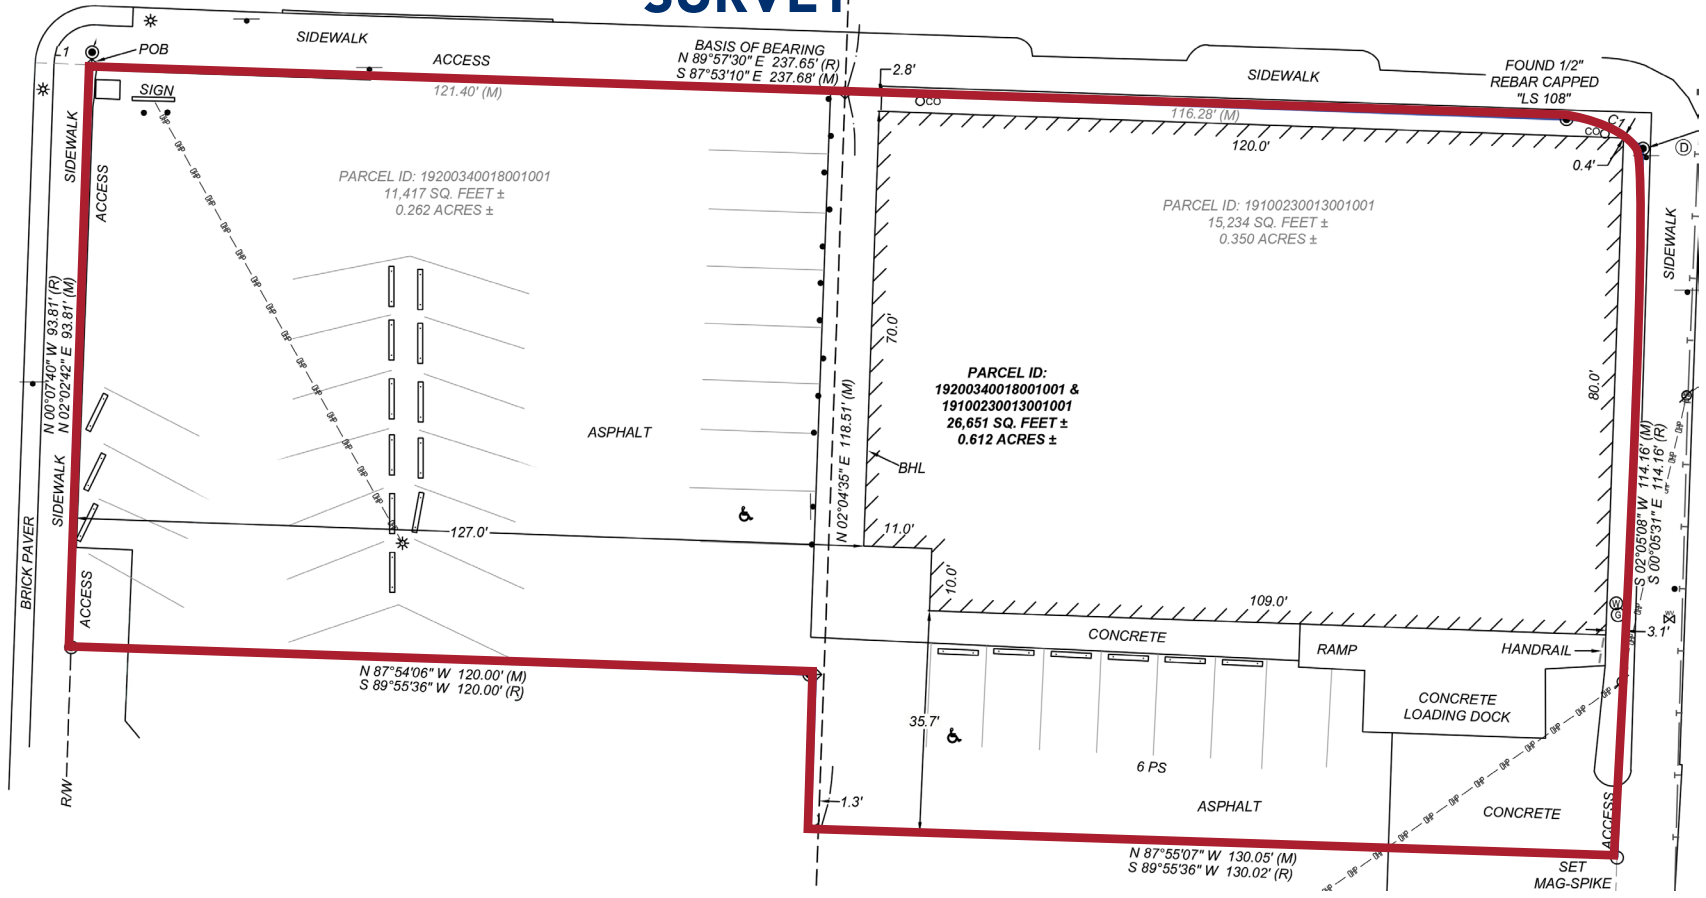 SURVEY
SIDEWALK
L1
POB
ACCESS
BASIS OF BEARING
N 89°57'30" E 237.65' (R)
S 87°53'10" E 237.68' (M)
2.8'
SIDEWALK
FOUND 1/2"
REBAR CAPPED
"LS 108"
SIGN
121.40' (M)
CO
116.28' (M)
C1
CO
120.0'
D
0.4'
SIDEWALK
ACCESS
PARCEL ID: 19200340018001001
11,417 SQ. FEET ±
0.262 ACRES ±
PARCEL ID: 19100230013001001
15,234 SQ. FEET ±
0.350 ACRES ±
SIDEWALK
OHP
N 00°07'40" W 93.81' (R)
N 02°02'42" E 93.81' (M)
70.0'
80.0'
PARCEL ID:
19200340018001001 &
19100230013001001
26,651 SQ. FEET ±
0.612 ACRES ±
ASPHALT
N 02°04'35" E 118.51' (M)
BHL
S 02°05'08" W 114.16' (M)
S 00°05'31" E 114.16' (R)
SIDEWALK
BRICK PAVER
127.0'
11.0'
10.0'
ACCESS
109.0'
W
G
3.1'
CONCRETE
RAMP
HANDRAIL
N 87°54'06" W 120.00' (M)
S 89°55'36" W 120.00' (R)
CONCRETE
LOADING DOCK
35.7'
R/W
6 PS
1.3'
ASPHALT
CONCRETE
ACCESS
OHP
N 87°55'07" W 130.05' (M)
S 89°55'36" W 130.02' (R)
SET
MAG-SPIKE